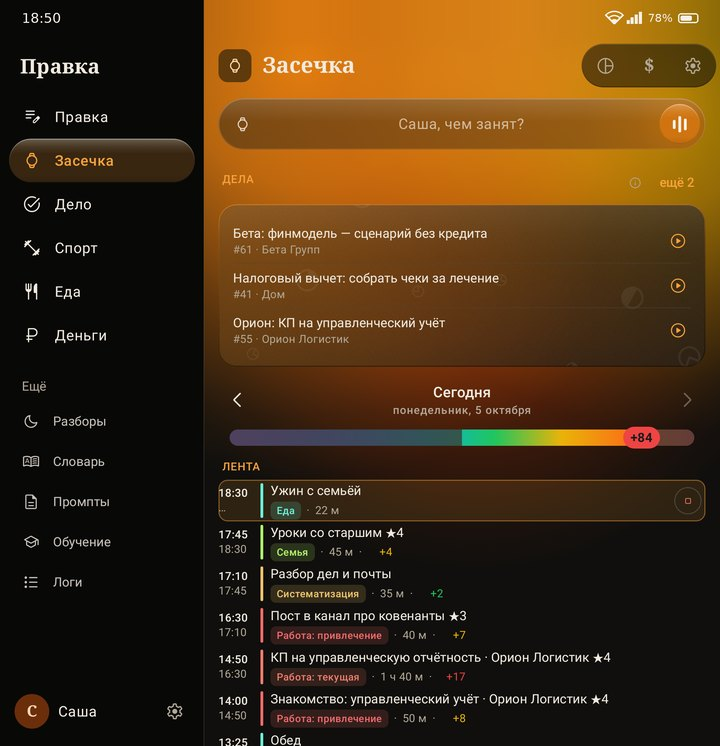 18:50
78%
Правка
Правка
Засечка
Дело
Спорт
Еда
Деньги
Ещё
Разборы
Словарь
Промпты
Обучение
Логи
С
Саша
Засечка
$
Саша, чем занят?
ДЕЛА
ещё 2
Бета: финмодель — сценарий без кредита
#61 · Бета Групп
Налоговый вычет: собрать чеки за лечение
#41 · Дом
Орион: КП на управленческий учёт
#55 · Орион Логистик
Сегодня
понедельник, 5 октября
+84
ЛЕНТА
18:30 Ужин с семьёй
... Еда · 22 м
17:45 Уроки со старшим ★4
18:30 Семья · 45 м · +4
17:10 Разбор дел и почты
17:45 Систематизация · 35 м · +2
16:30 Пост в канал про ковенанты ★3
17:10 Работа: привлечение · 40 м · +7
14:50 КП на управленческую отчётность · Орион Логистик ★4
16:30 Работа: текущая · 1 ч 40 м · +17
14:00 Знакомство: управленческий учёт · Орион Логистик ★4
14:50 Работа: привлечение · 50 м · +8
13:25 Обед